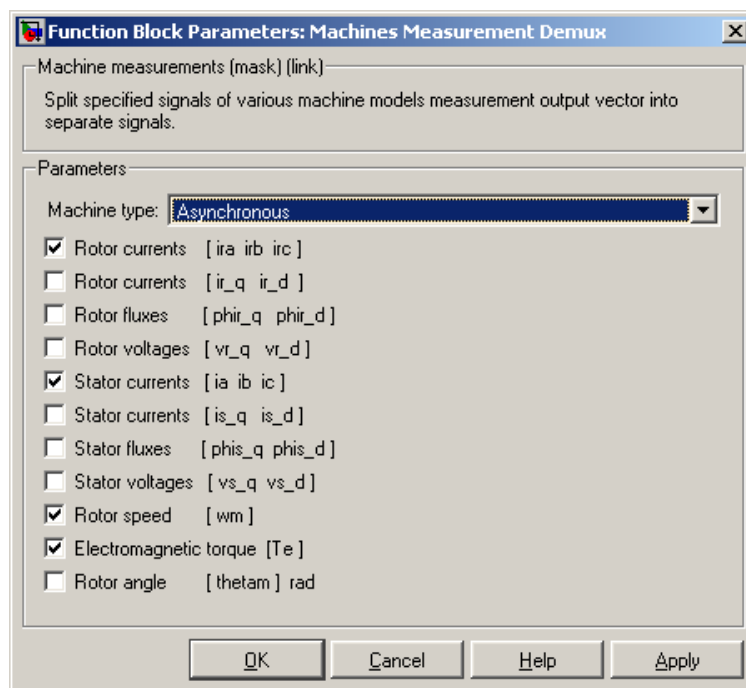 Function Block Parameters: Machines Measurement Demux
Machine measurements (mask) (link)
Split specified signals of various machine models measurement output vector into
separate signals.
Parameters
Machine type: Asynchronous
Rotor currents [ ira irb irc ]
Rotor currents [ ir_q ir_d ]
Rotor fluxes [ phir_q phir_d ]
Rotor voltages [ vr_q vr_d ]
Stator currents [ ia ib ic ]
Stator currents [ is_q is_d ]
Stator fluxes [ phis_q phis_d ]
Stator voltages [ vs_q vs_d ]
Rotor speed [ wm ]
Electromagnetic torque [Te ]
Rotor angle [ thetam ] rad
OK Cancel Help Apply